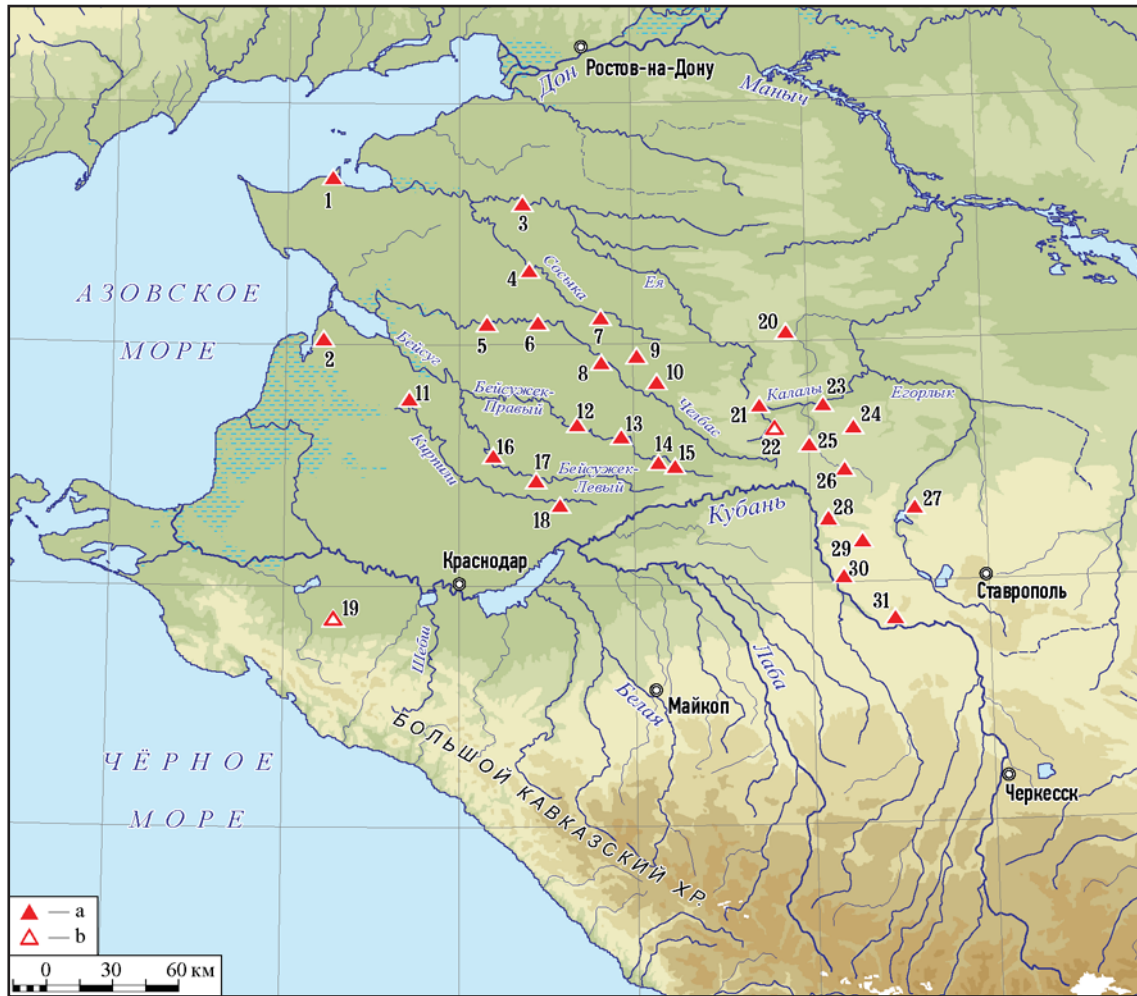 Ростов-на-Дону
Дон
Маныч
1
3
Сосыка
4
Ея
АЗОВСКОЕ
МОРЕ
2
5
6
7
8
9
10
20
Бейсуг
Бейсужек-
Правый
11
12
13
Челбас
21
Калалы
23
Егорлык
24
22
25
26
Кирпили
16
17
Бейсужек-
Левый
14
15
18
Кубань
27
28
29
30
31
Краснодар
Ставрополь
19
Шебш
Лаба
Белая
Майкоп
БОЛЬШОЙ КАВКАЗСКИЙ ХР.
ЧЁРНОЕ
МОРЕ
Черкесск
— a
— b
0 30 60 км